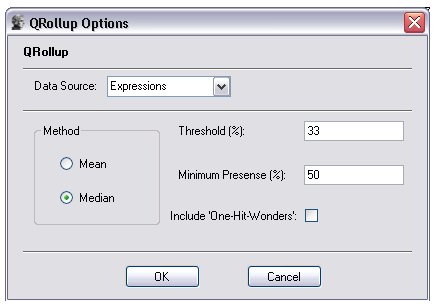 QRollup Options
QRollup
Data Source: Expressions
Method
Mean
Median
Threshold (%): 33
Minimum Presense (%): 50
Include 'One-Hit-Wonders':
OK Cancel